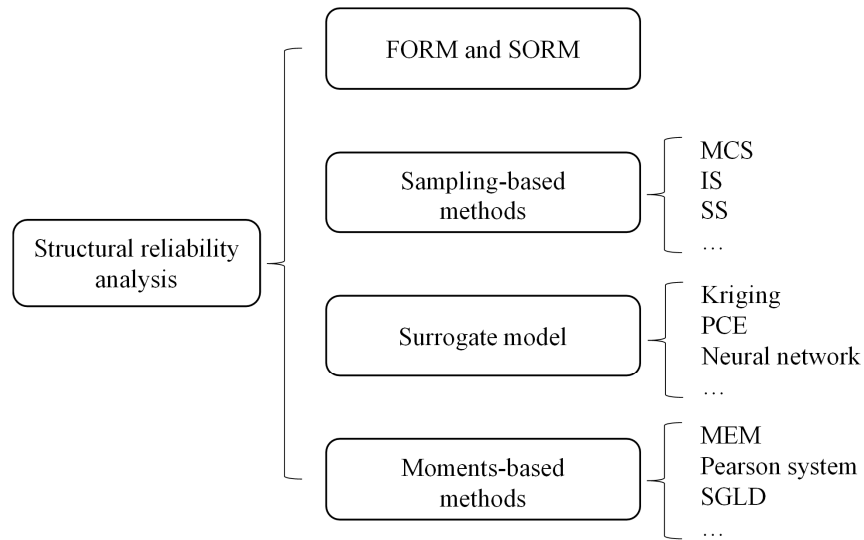 FORM and SORM
Sampling-based
methods
MCS
IS
SS
…
Structural reliability
analysis
Surrogate model
Kriging
PCE
Neural network
…
Moments-based
methods
MEM
Pearson system
SGLD
…